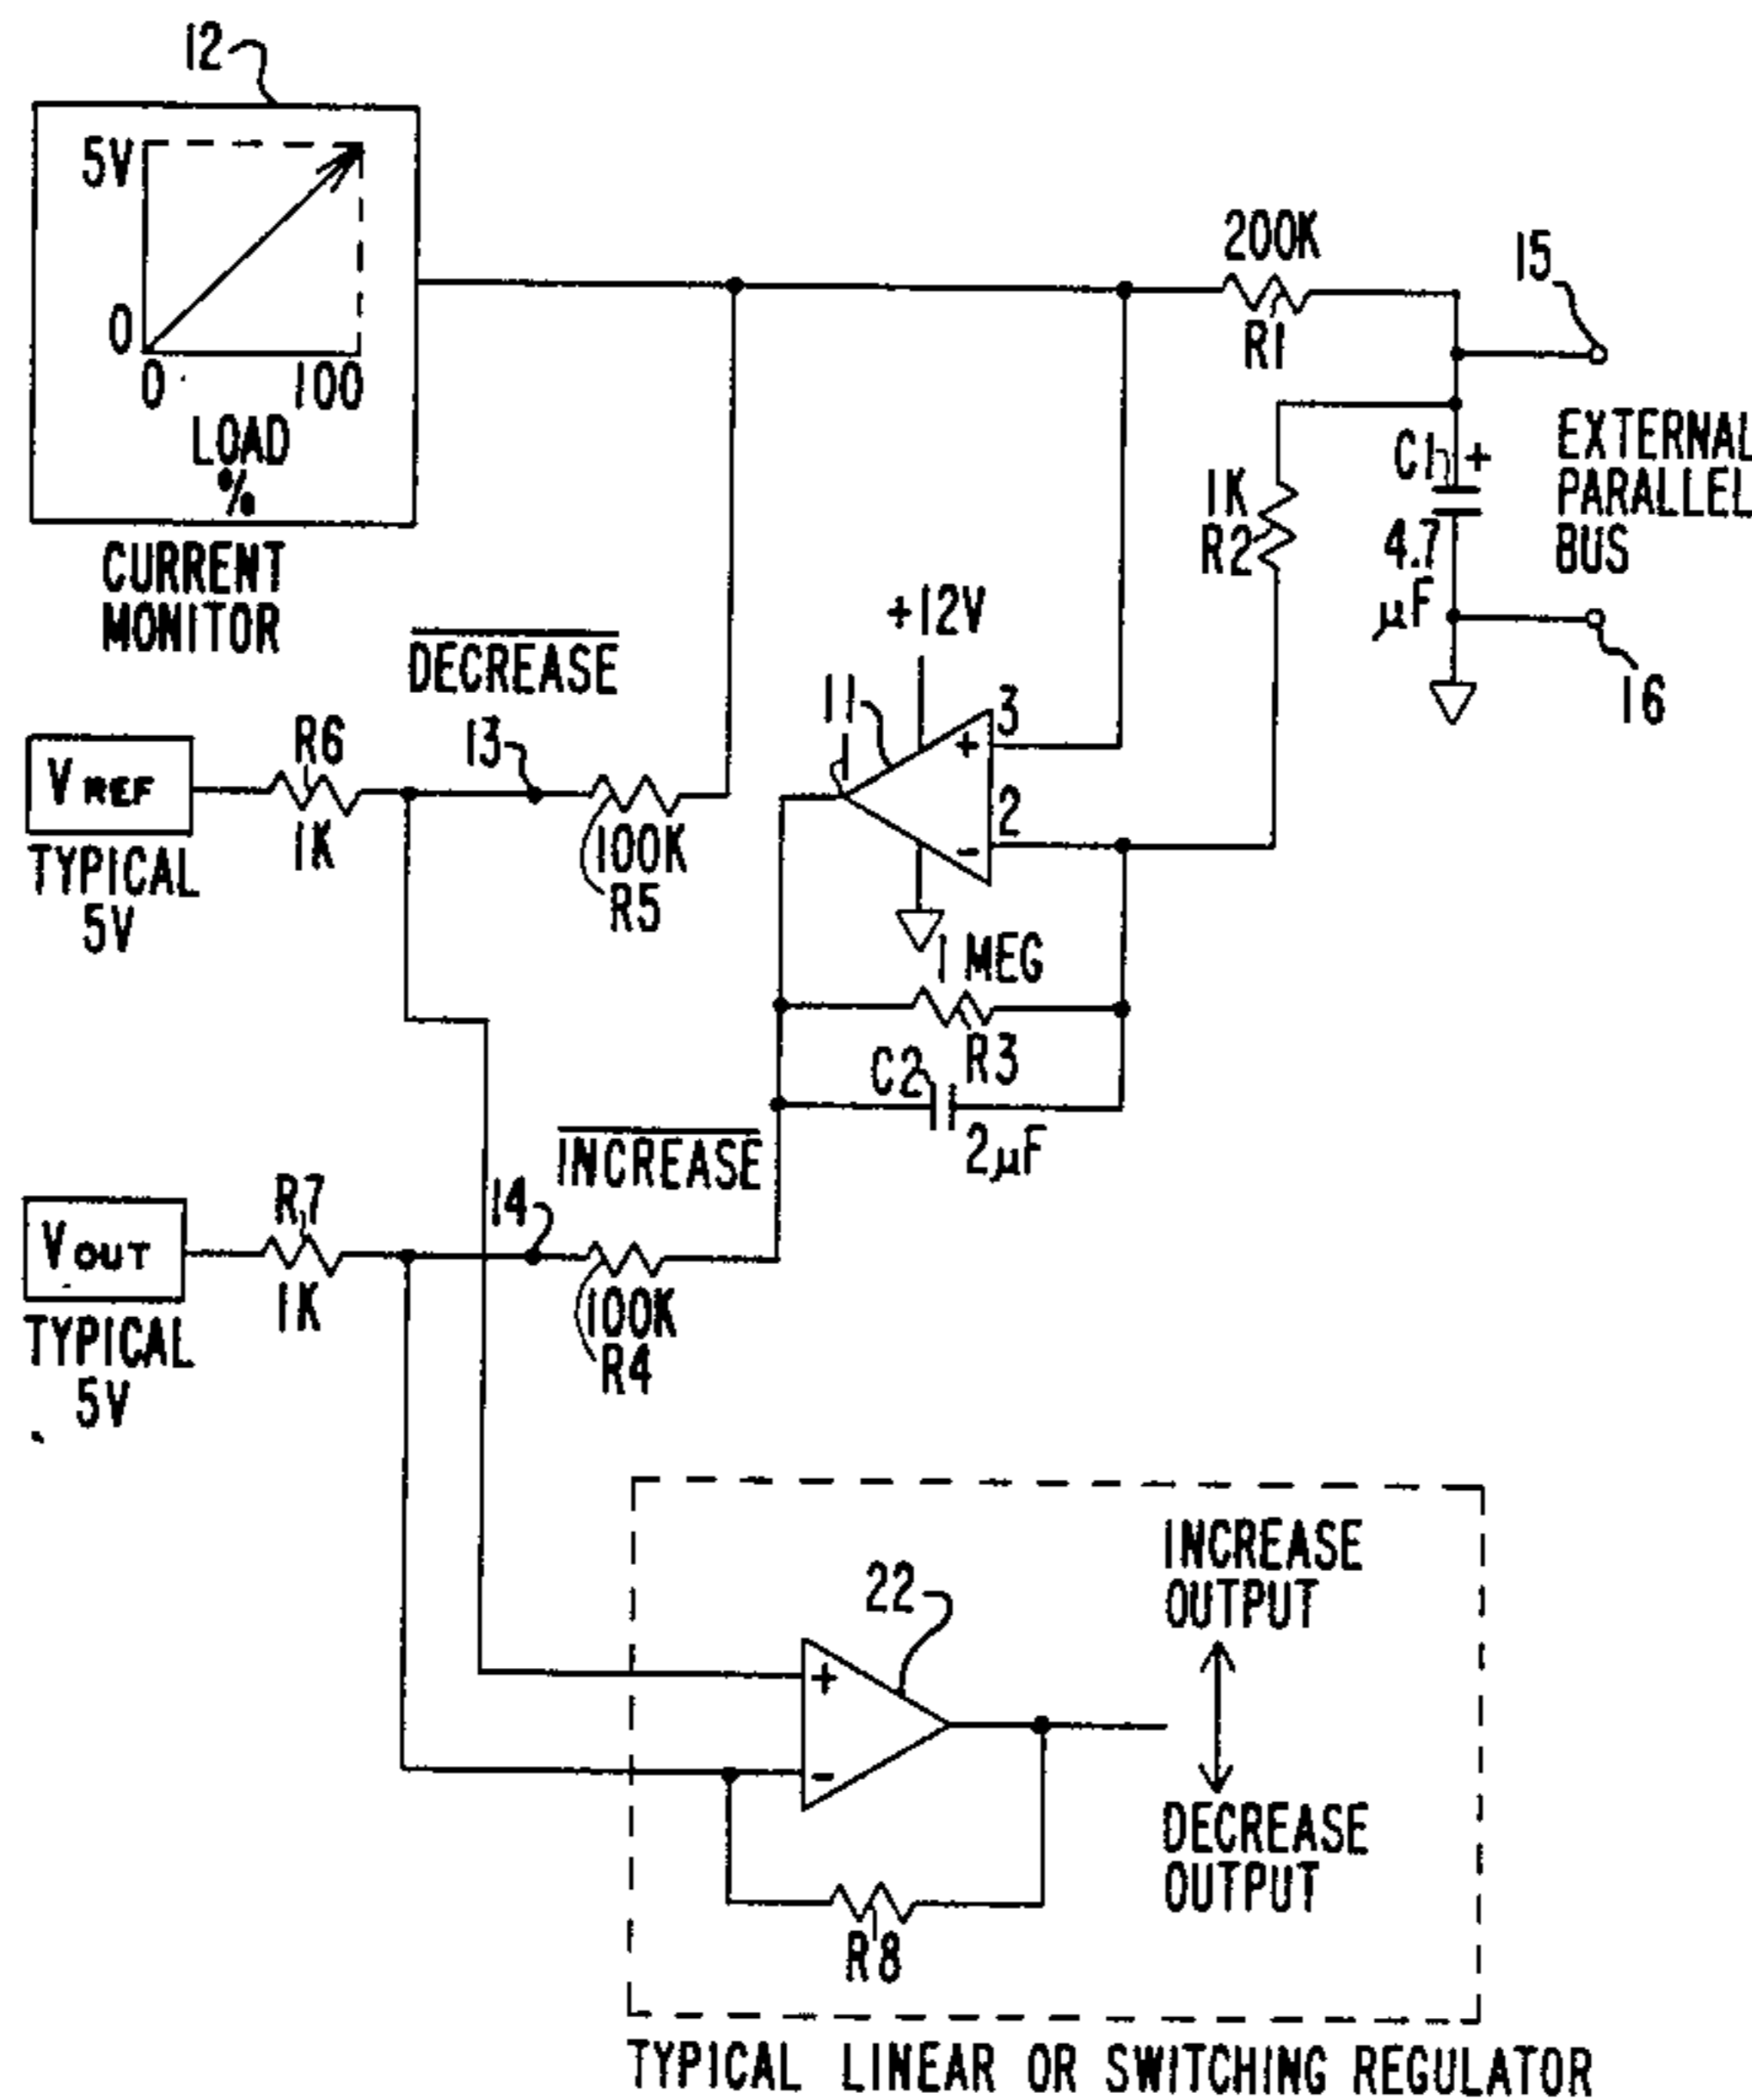 12
5V
0
0
100
LOAD
%
CURRENT
MONITOR
200K
R1
15
EXTERNAL
PARALLEL
BUS
C1
+
4.7
µF
16
1K
R2
+12V
11
1
3
+
2
-
DECREASE
13
VREF
TYPICAL
5V
R6
1K
100K
R5
1 MEG
R3
C2
2µF
INCREASE
14
VOUT
TYPICAL
5V
R7
1K
100K
R4
22
+
-
R8
INCREASE
OUTPUT
DECREASE
OUTPUT
TYPICAL LINEAR OR SWITCHING REGULATOR